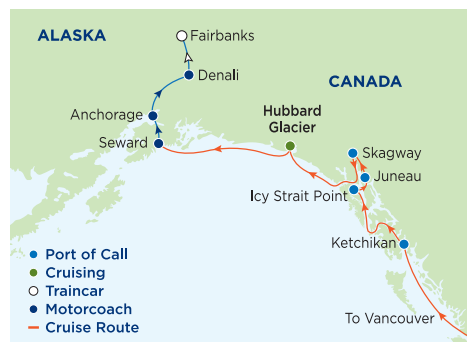 ALASKA
Fairbanks
Denali
CANADA
Anchorage
Hubbard
Glacier
Seward
Skagway
Juneau
Icy Strait Point
Ketchikan
Port of Call
Cruising
Traincar
Motorcoach
Cruise Route
To Vancouver